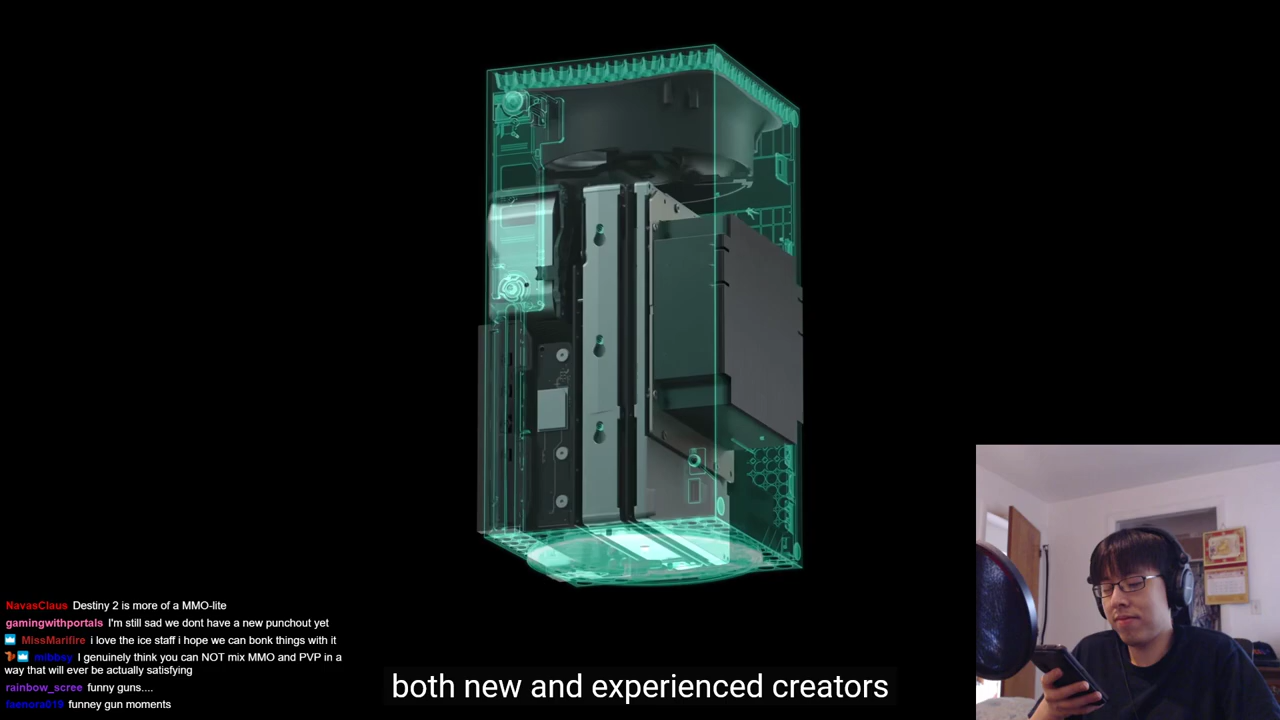 NavasClaus Destiny 2 is more of a MMO-lite
gamingwithportals I'm still sad we dont have a new punchout yet
MissMarifire i love the ice staff i hope we can bonk things with it
mibbsy I genuinely think you can NOT mix MMO and PVP in a
way that will ever be actually satisfying
rainbow_scree funny guns....
faenora019 funney gun moments
both new and experienced creators